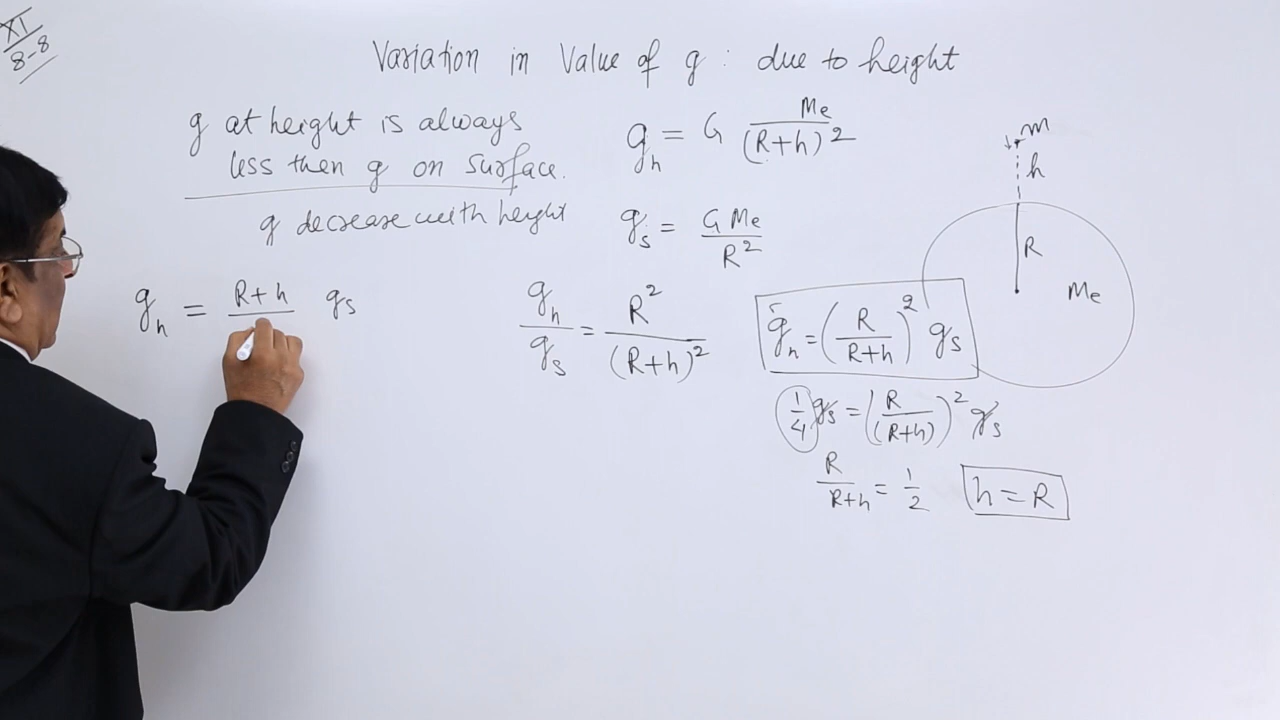 XI
8-8
Variation in Value of g : due to height
g at height is always
less then g on surface.
g decrease with height
g_h = G Me/(R+h)²
g_s = G Me/R²
m
h
R
Me
g_h = R+h/ g_s
g_h/g_s = R²/(R+h)²
g_h = (R/(R+h))² g_s
1/4 g_s = (R/(R+h))² g_s
R/(R+h) = 1/2
h = R